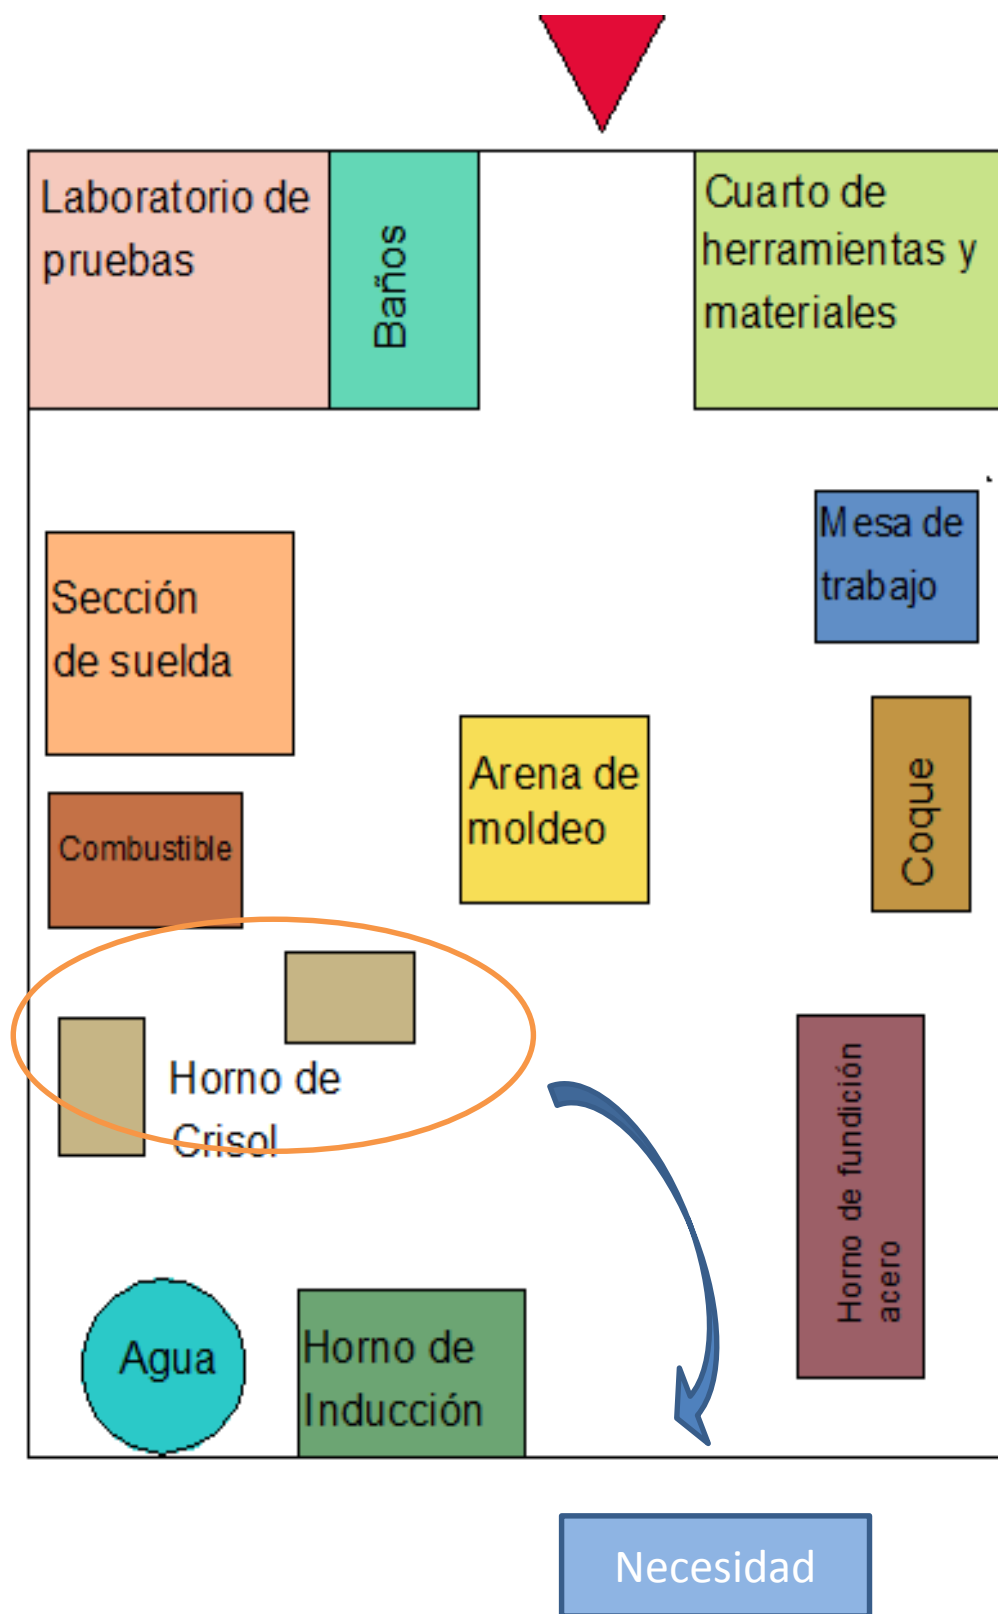 Laboratorio de
pruebas
Baños
Cuarto de
herramientas y
materiales
Mesa de
trabajo
Sección
de suelda
Arena de
moldeo
Coque
Combustible
Horno de
Crisol
Horno de fundición
acero
Agua
Horno de
Inducción
Necesidad